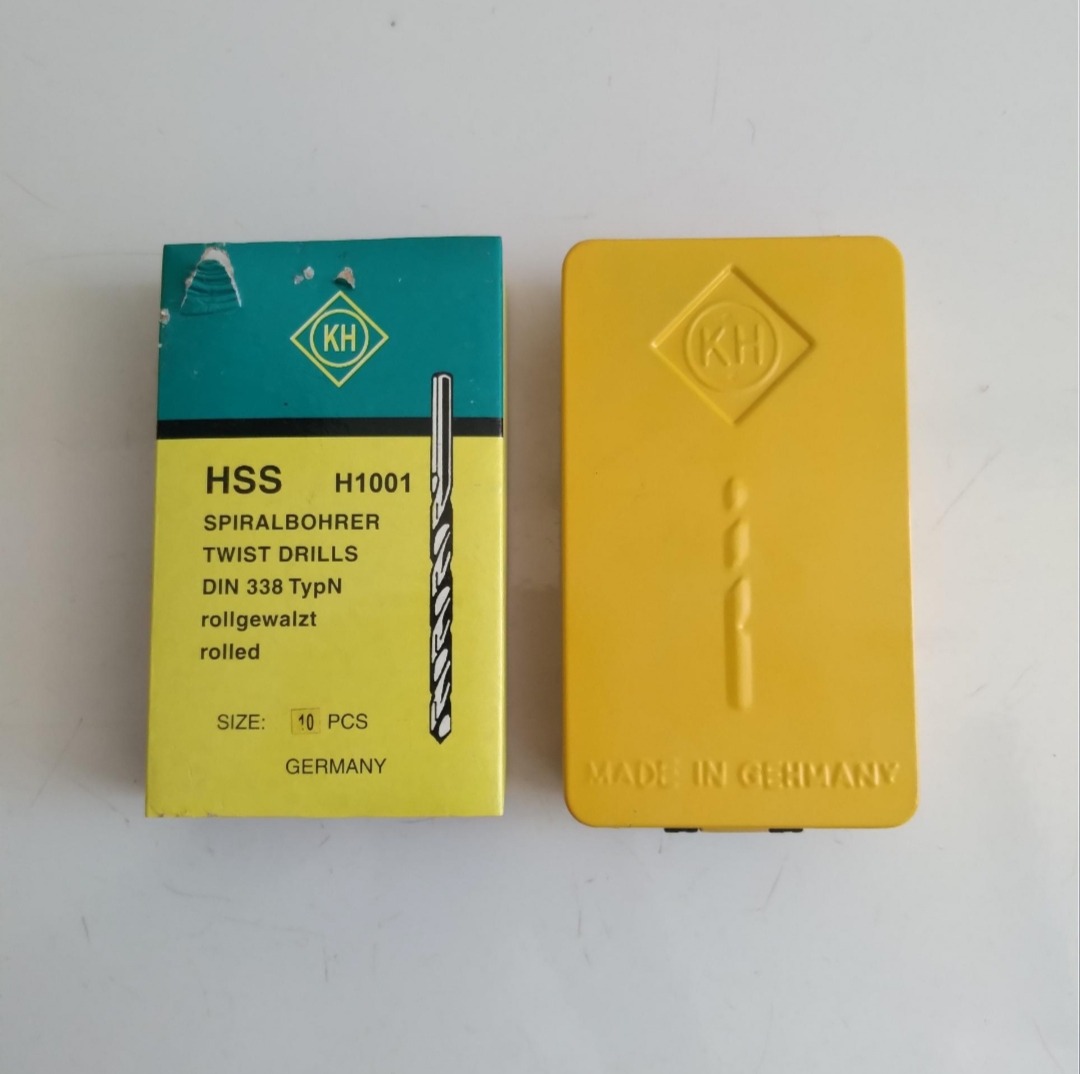 KH
HSS H1001
SPIRALBOHRER
TWIST DRILLS
DIN 338 TypN
rollgewalzt
rolled
SIZE: 10 PCS
GERMANY
KH
MADE IN GERMANY